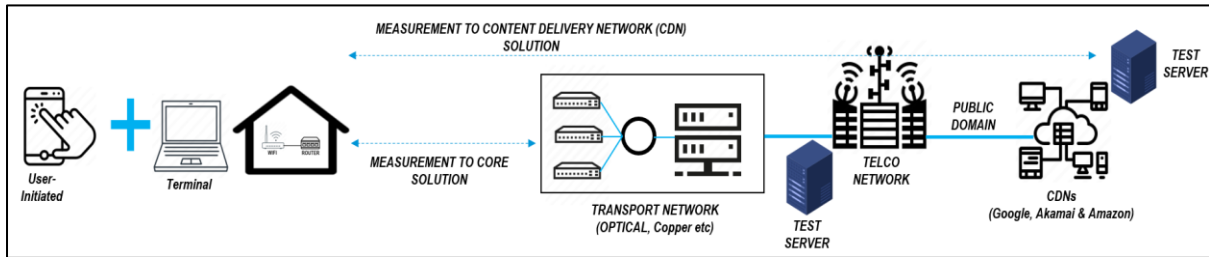 MEASUREMENT TO CONTENT DELIVERY NETWORK (CDN)
SOLUTION
TEST
SERVER
User-
Initiated
Terminal
WIFI
ROUTER
MEASUREMENT TO CORE
SOLUTION
TRANSPORT NETWORK
(OPTICAL, Copper etc)
TEST
SERVER
TELCO
NETWORK
PUBLIC
DOMAIN
CDNs
(Google, Akamai & Amazon)